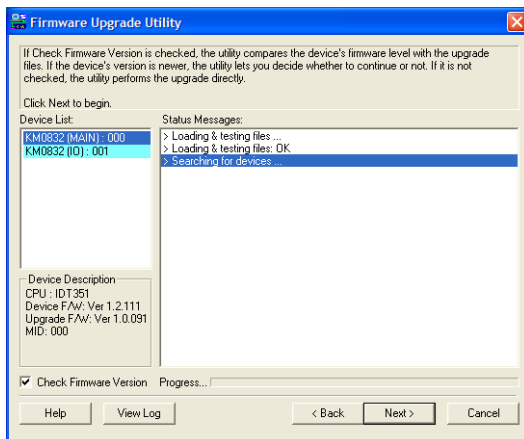 Firmware Upgrade Utility
If Check Firmware Version is checked, the utility compares the device's firmware level with the upgrade
files. If the device's version is newer, the utility lets you decide whether to continue or not. If it is not
checked, the utility performs the upgrade directly.
Click Next to begin.
Device List:
KM0832 (MAIN) : 000
KM0832 (IO) : 001
Status Messages:
> Loading & testing files ...
> Loading & testing files: OK
> Searching for devices ...
Device Description
CPU : IDT351
Device F/W: Ver 1.2.111
Upgrade F/W: Ver 1.0.091
MID: 000
Check Firmware Version
Progress...
Help
View Log
< Back
Next >
Cancel